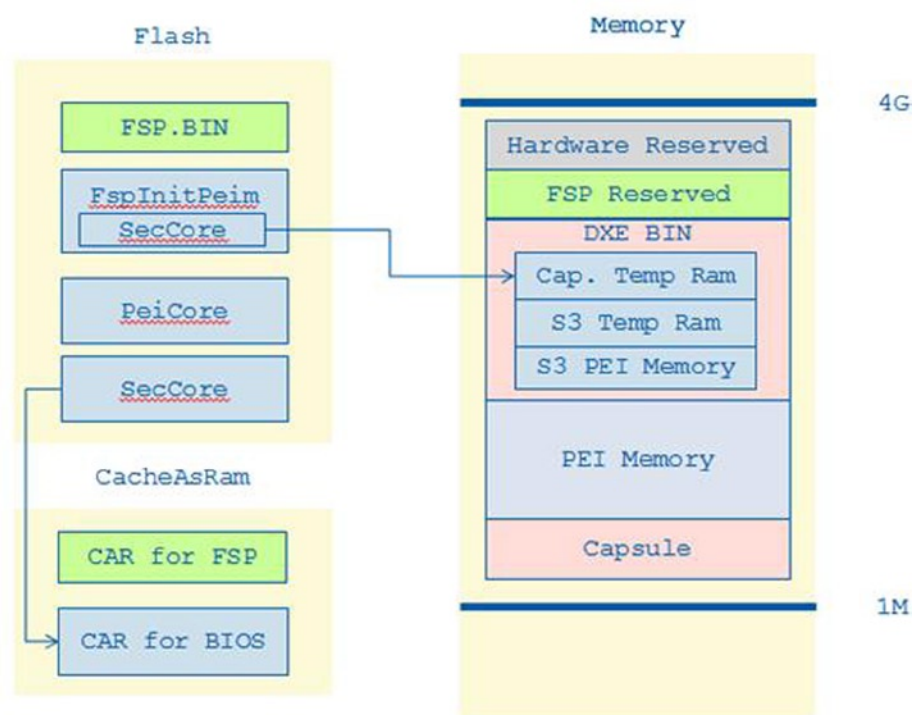 Flash
FSP.BIN
FspInitPeim
SecCore
PeiCore
SecCore
CacheAsRam
CAR for FSP
CAR for BIOS
Memory
4G
Hardware Reserved
FSP Reserved
DXE BIN
Cap. Temp Ram
S3 Temp Ram
S3 PEI Memory
PEI Memory
Capsule
1M